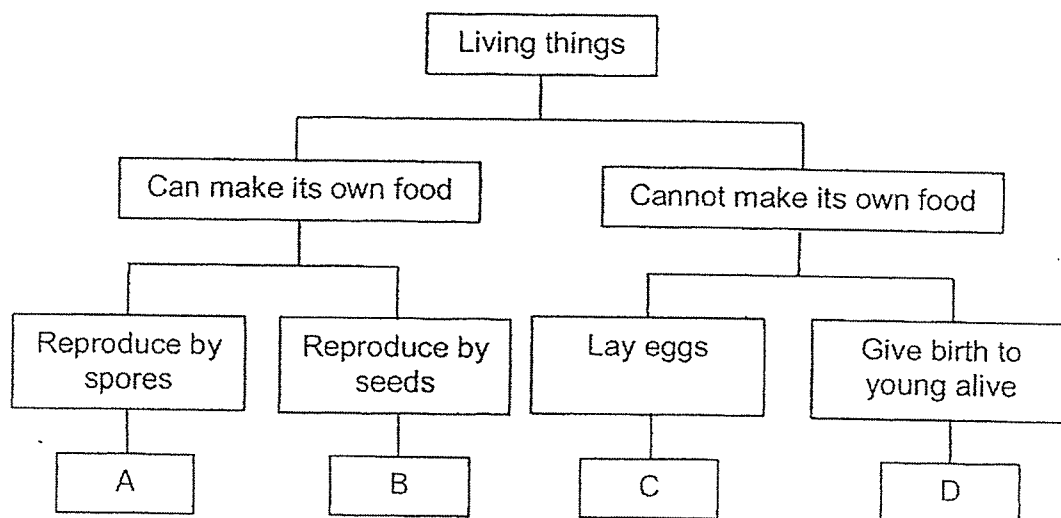 Living things
Can make its own food
Cannot make its own food
Reproduce by
spores
Reproduce by
seeds
Lay eggs
Give birth to
young alive
A
B
C
D